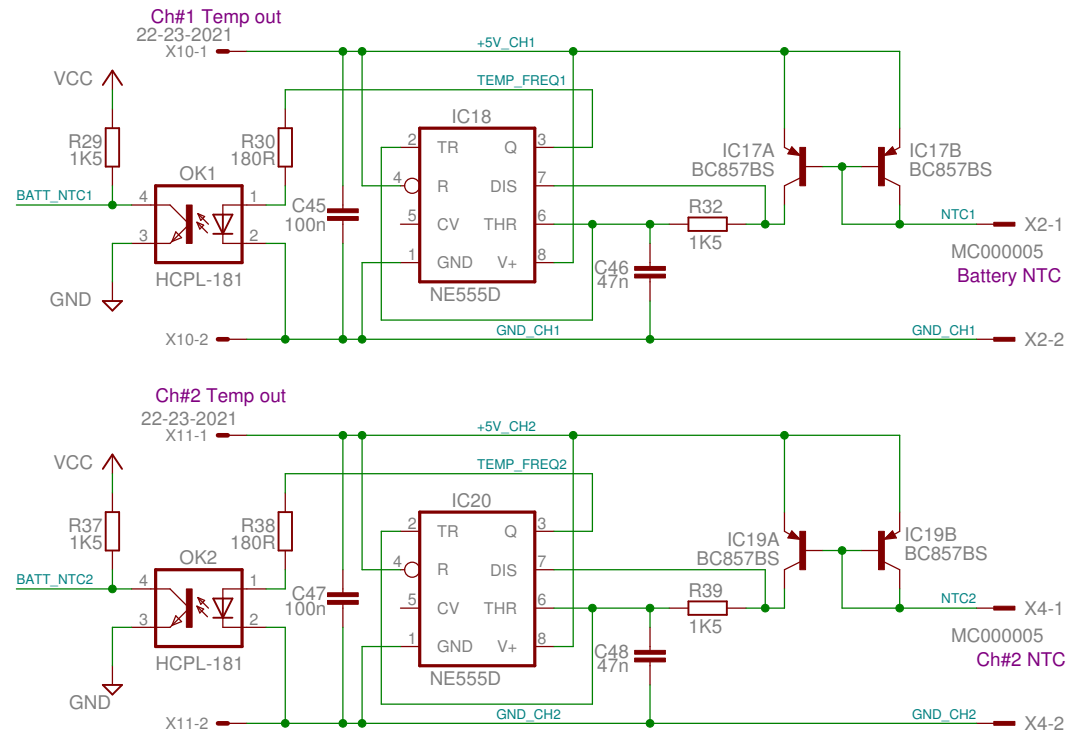 Ch#1 Temp out
22-23-2021
X10-1
+5V_CH1
VCC
TEMP_FREQ1
R29
1K5
R30
180R
IC18
2 TR Q 3
4 R DIS 7
5 CV THR 6
1 GND V+ 8
NE555D
IC17A
BC857BS
IC17B
BC857BS
BATT_NTC1
OK1
4 1
3 2
HCPL-181
C45
100n
R32
1K5
NTC1
X2-1
MC000005
Battery NTC
C46
47n
GND
X10-2
GND_CH1
GND_CH1
X2-2
Ch#2 Temp out
22-23-2021
X11-1
+5V_CH2
VCC
TEMP_FREQ2
R37
1K5
R38
180R
IC20
2 TR Q 3
4 R DIS 7
5 CV THR 6
1 GND V+ 8
NE555D
IC19A
BC857BS
IC19B
BC857BS
BATT_NTC2
OK2
4 1
3 2
HCPL-181
C47
100n
R39
1K5
NTC2
X4-1
MC000005
Ch#2 NTC
C48
47n
GND
X11-2
GND_CH2
GND_CH2
X4-2